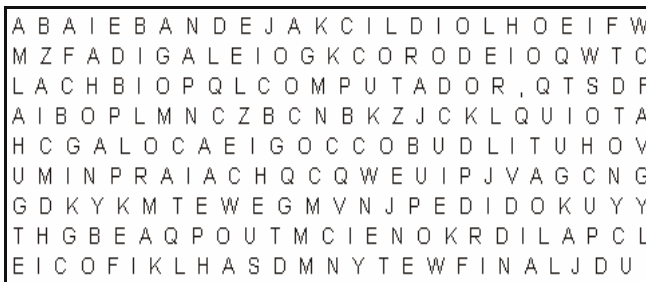 A B A I E B A N D E J A K C I L D I O L H O E I F W
M Z F A D I G A L E I O G K C O R O D E I O Q W T C
L A C H B I O P Q L C O M P U T A D O R , Q T S D F
A I B O P L M N C Z B C N B K Z J C K L Q U I O T A
H C G A L O C A E I G O C C O B U D L I T U H O V
U M I N P R A I A C H Q C Q W E U I P J V A G C N G
G D K Y K M T E W E G M V N J P E D I D O K U Y Y
T H G B E A Q P O U T M C I E N O K R D I L A P C L
E I C O F I K L H A S D M N Y T E W F I N A L J D U